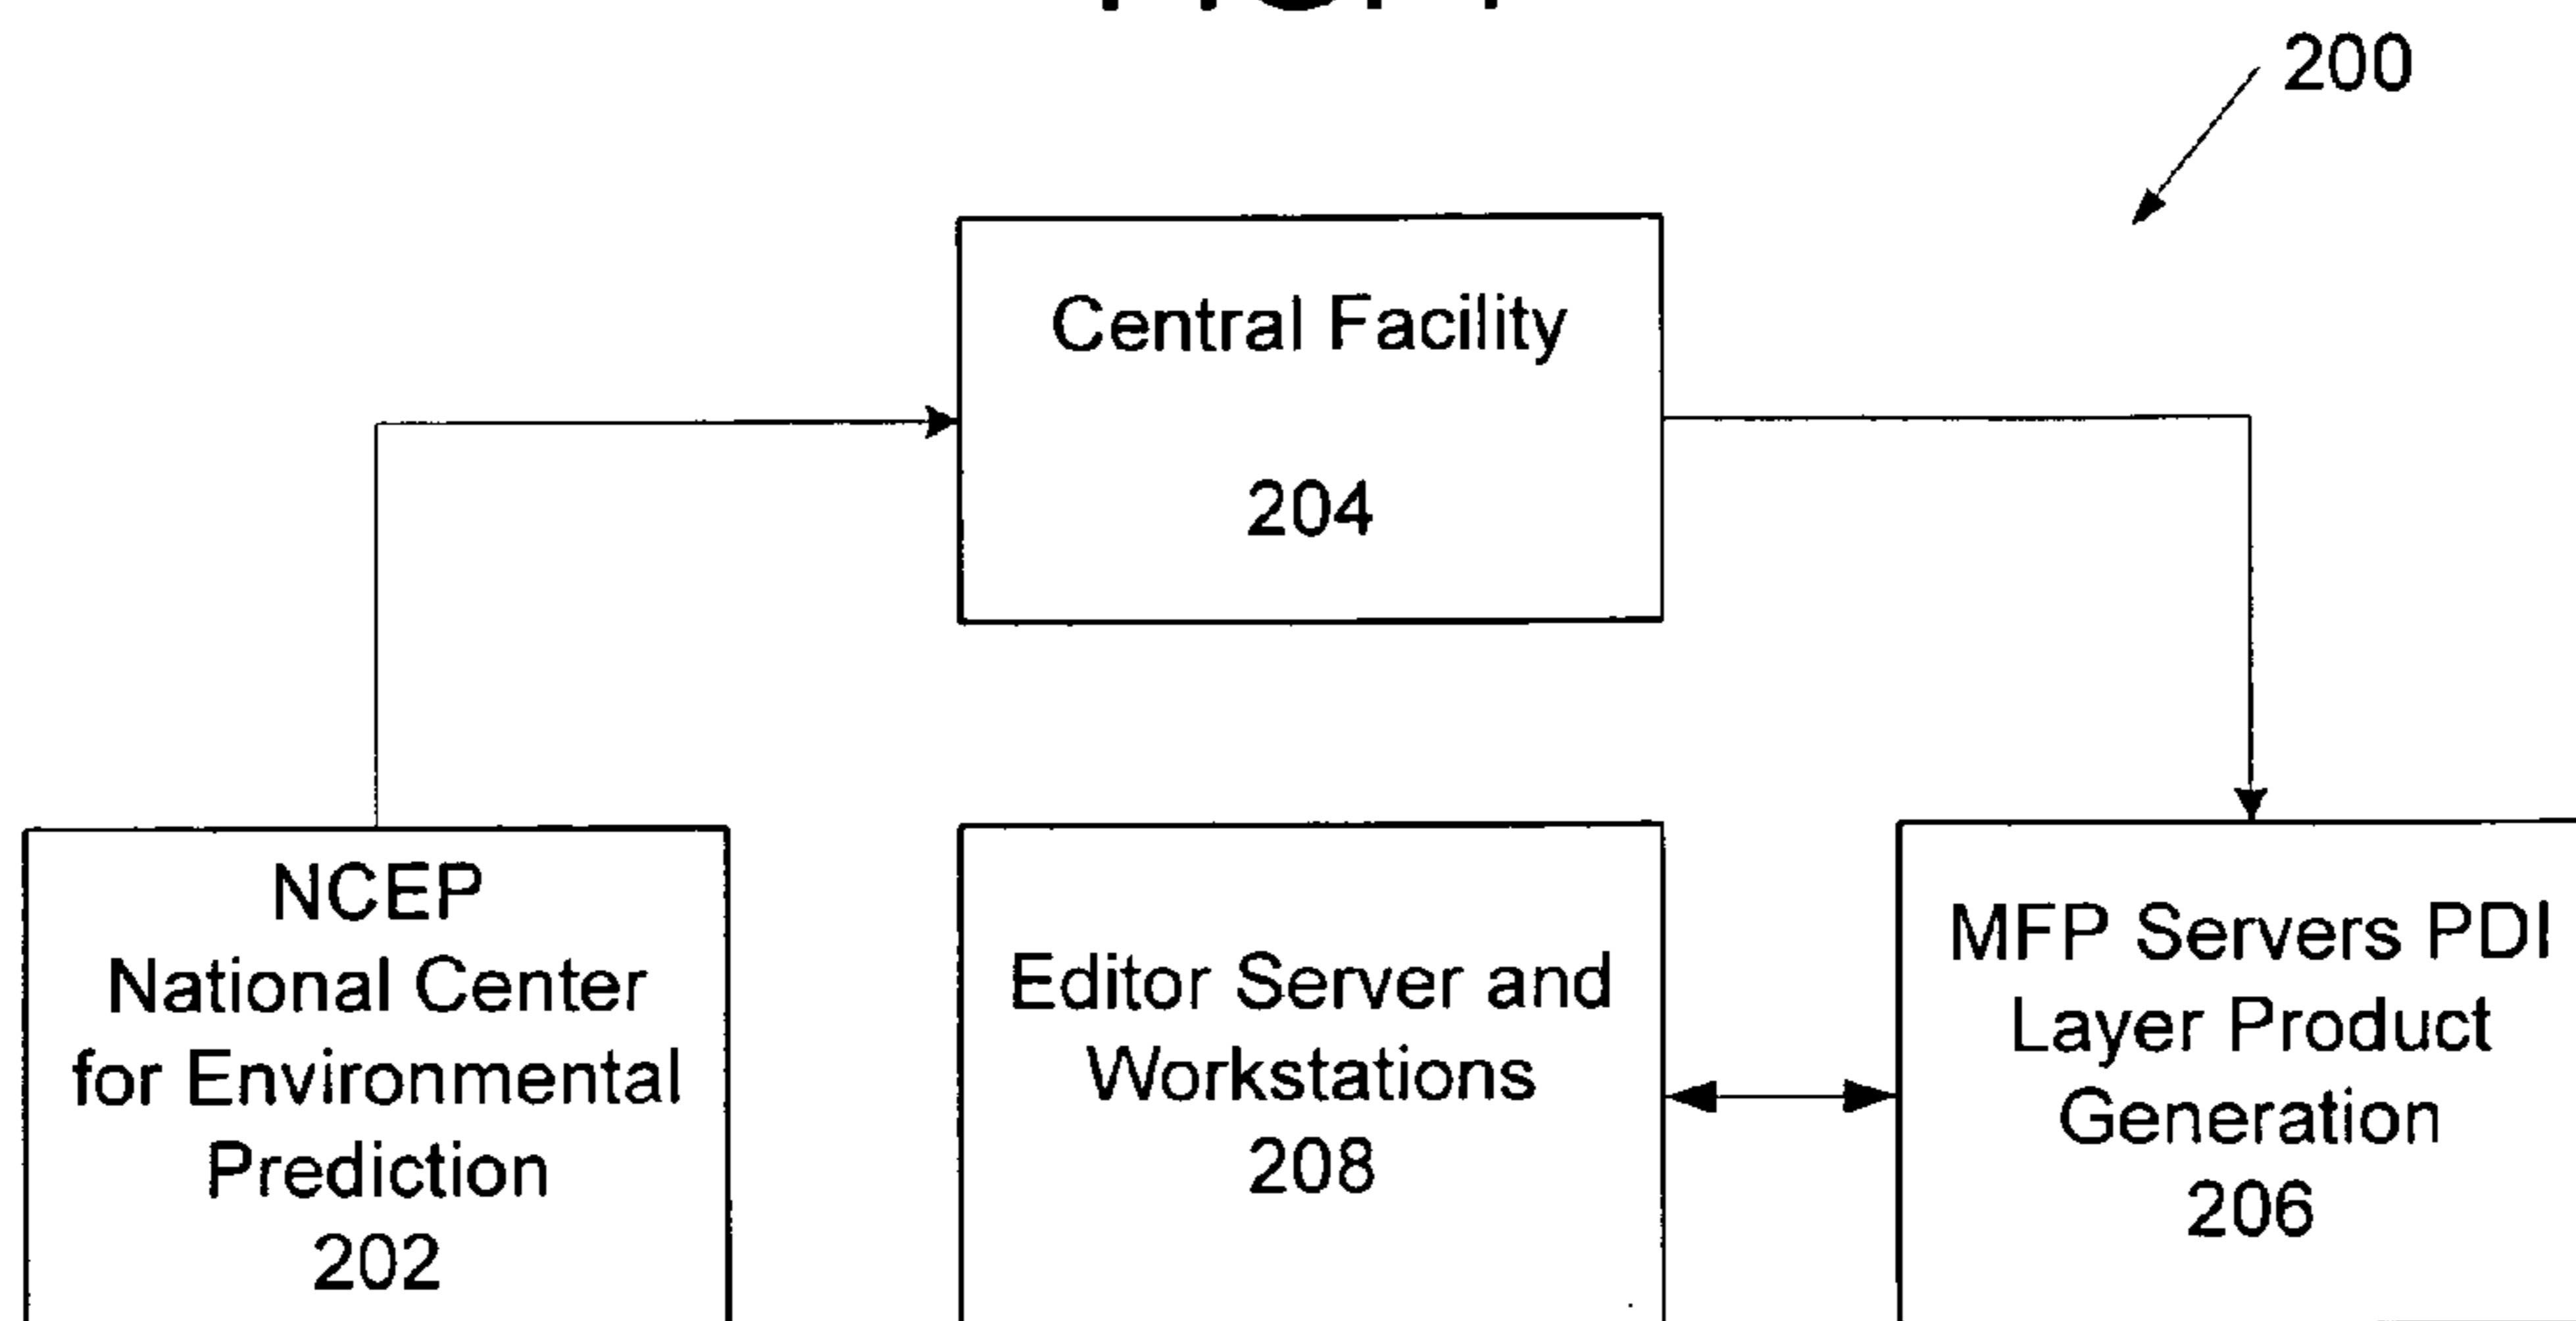 200
Central Facility
204
NCEP
National Center
for Environmental
Prediction
202
Editor Server and
Workstations
208
MFP Servers PDI
Layer Product
Generation
206